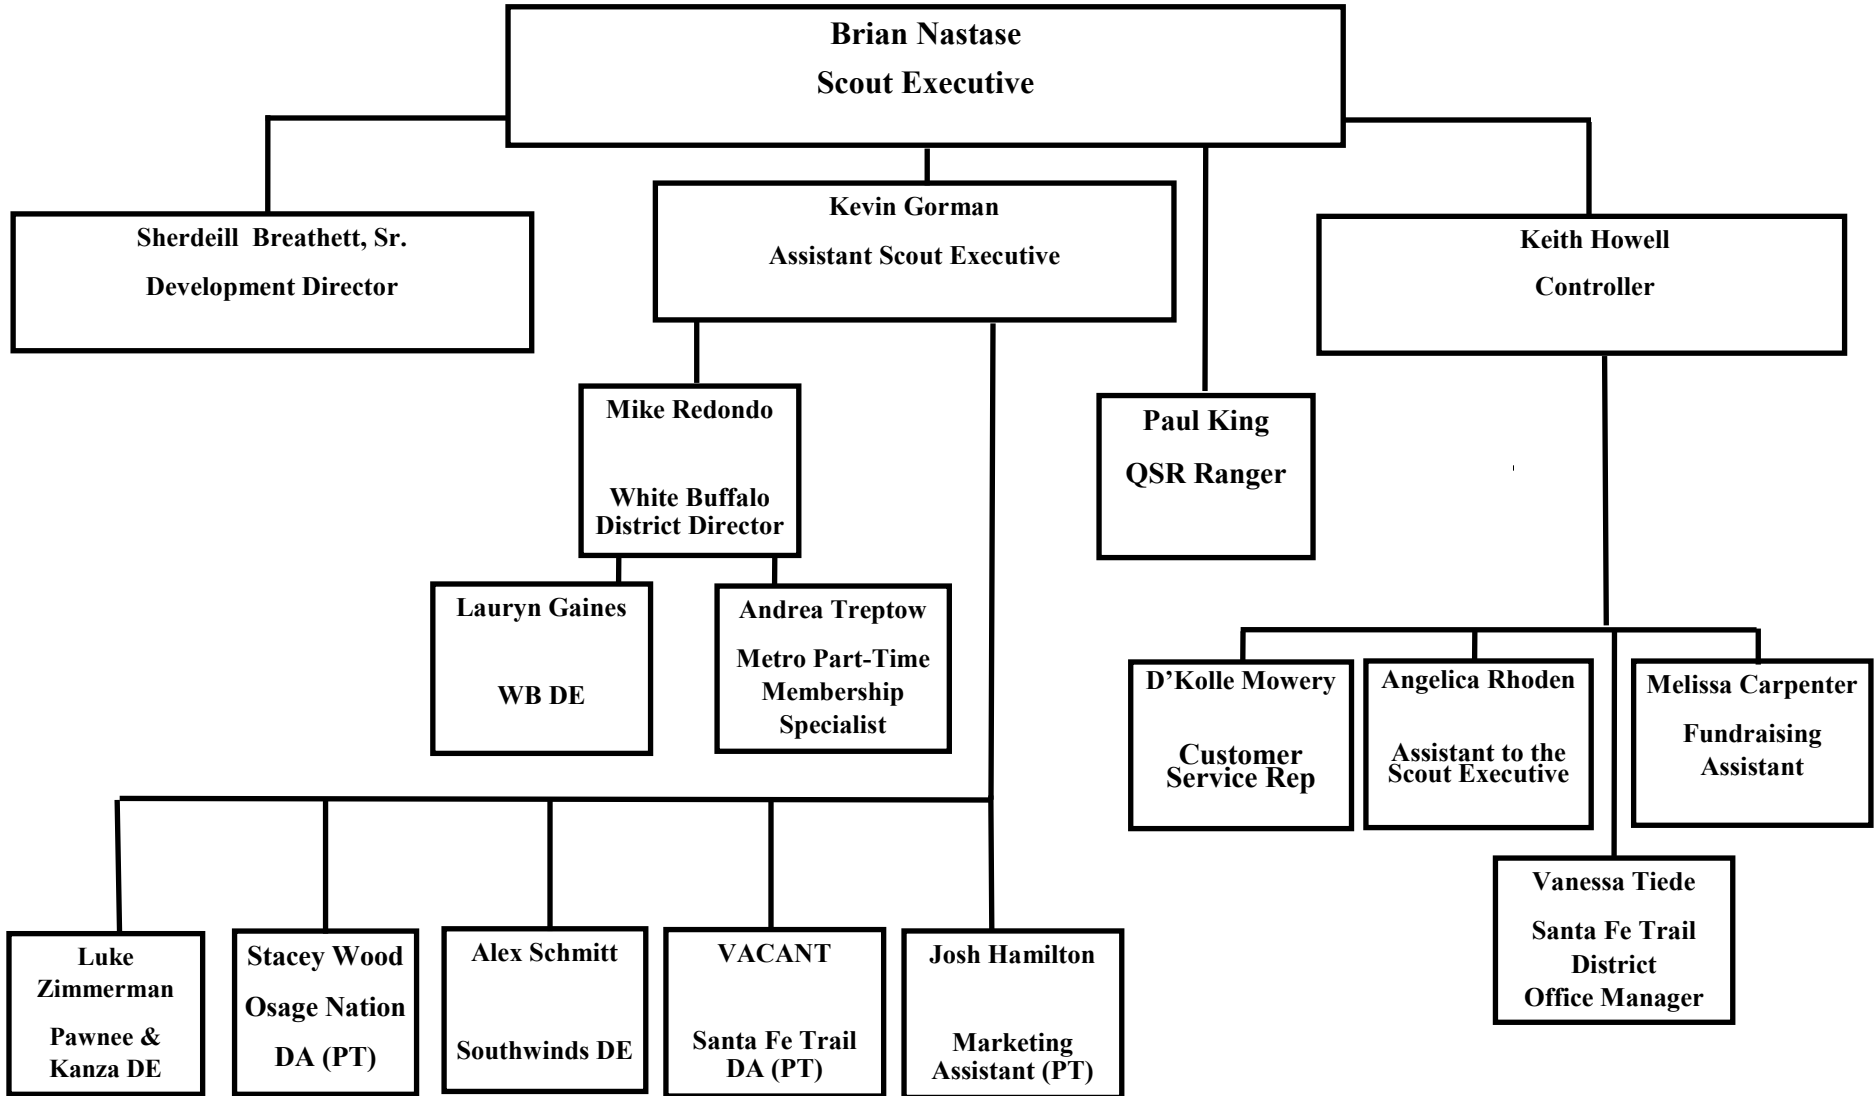 Brian Nastase
Scout Executive
Sherdeill Breathett, Sr.
Development Director
Kevin Gorman
Assistant Scout Executive
Keith Howell
Controller
Mike Redondo
White Buffalo
District Director
Paul King
QSR Ranger
Lauryn Gaines
WB DE
Andrea Treptow
Metro Part-Time
Membership
Specialist
D’Kolle Mowery
Customer
Service Rep
Angelica Rhoden
Assistant to the
Scout Executive
Melissa Carpenter
Fundraising
Assistant
Vanessa Tiede
Santa Fe Trail
District
Office Manager
Luke
Zimmerman
Pawnee &
Kanza DE
Stacey Wood
Osage Nation
DA (PT)
Alex Schmitt
Southwinds DE
VACANT
Santa Fe Trail
DA (PT)
Josh Hamilton
Marketing
Assistant (PT)